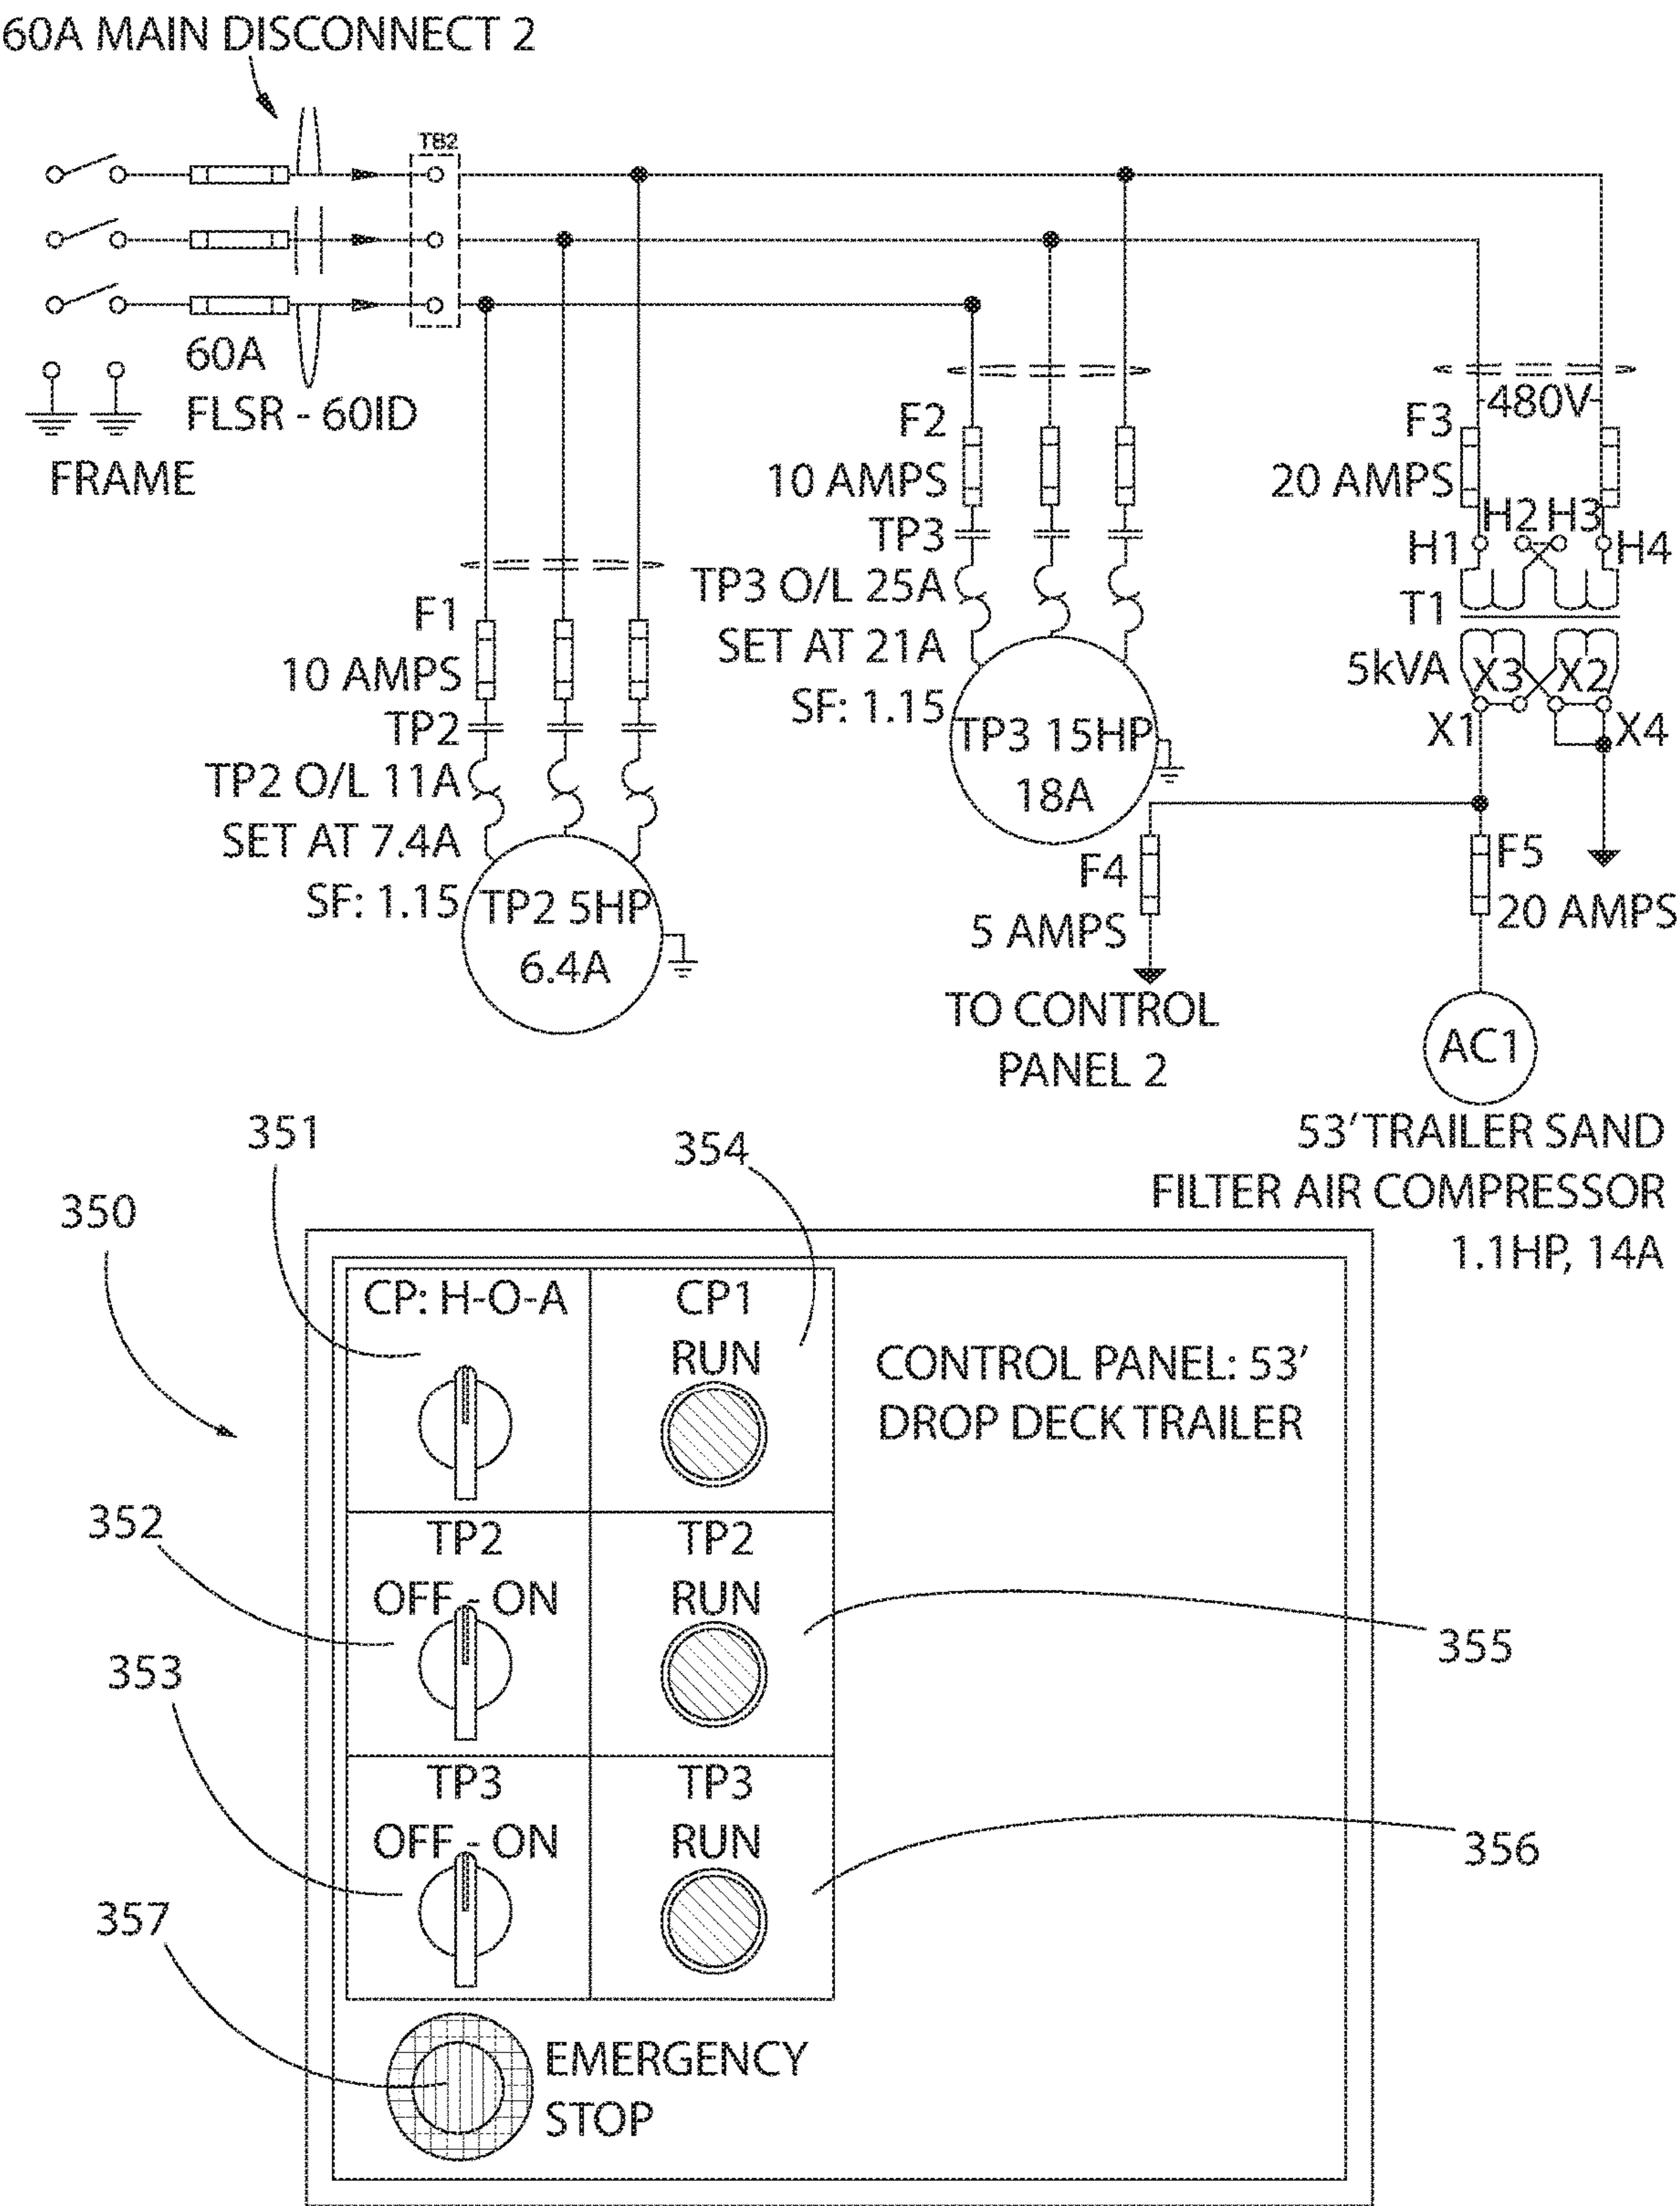 60A MAIN DISCONNECT 2
TB2
60A
FLSR - 60ID
FRAME
F1
10 AMPS
TP2
TP2 O/L 11A
SET AT 7.4A
SF: 1.15
TP2 5HP
6.4A
F2
10 AMPS
TP3
TP3 O/L 25A
SET AT 21A
SF: 1.15
TP3 15HP
18A
480V
F3
20 AMPS
H2 H3
H1 H4
T1
5kVA X3 X2
X1 X4
F4
5 AMPS
TO CONTROL
PANEL 2
F5
20 AMPS
AC1
53' TRAILER SAND
FILTER AIR COMPRESSOR
1.1HP, 14A
350
351
354
352
353
357
355
356
CP: H-O-A
CP1
RUN
CONTROL PANEL: 53'
DROP DECK TRAILER
TP2
OFF - ON
TP2
RUN
TP3
OFF - ON
TP3
RUN
EMERGENCY
STOP